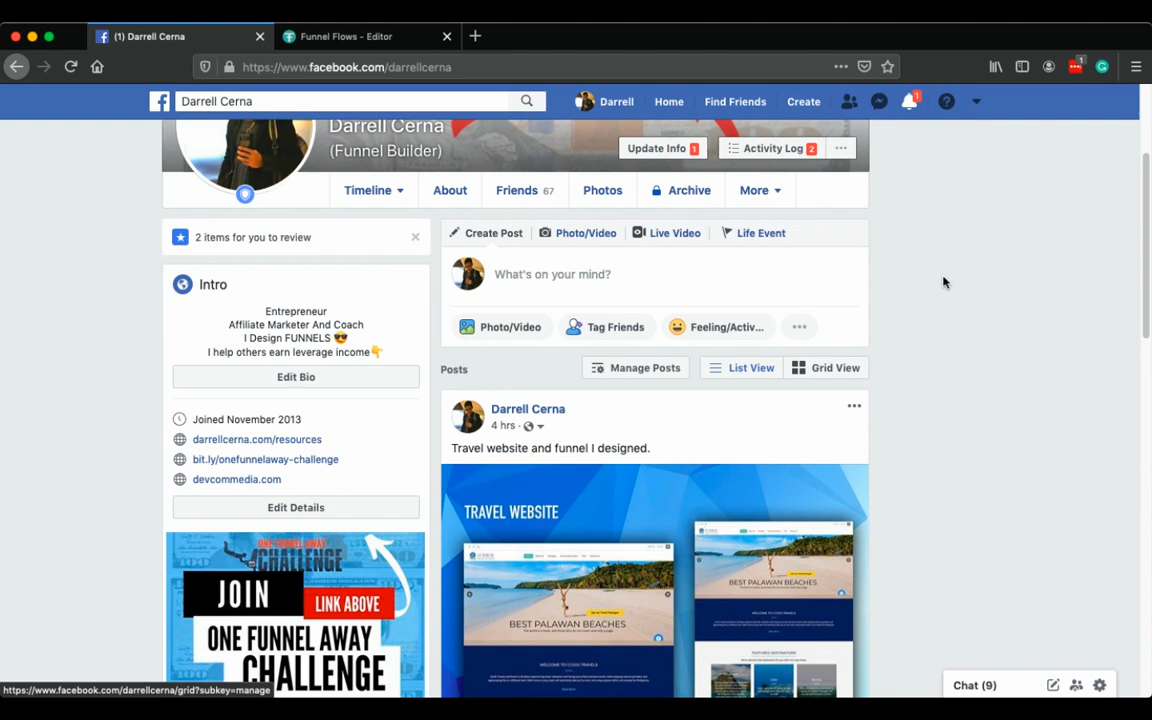 (1) Darrell Cerna
Funnel Flows - Editor
https://www.facebook.com/darrellcerna
1
Darrell Cerna
Darrell
Home
Find Friends
Create
1
Darrell Cerna
(Funnel Builder)
Update Info 1
Activity Log 2
Timeline
About
Friends 67
Photos
Archive
More
2 items for you to review
Create Post
Photo/Video
Live Video
Life Event
What's on your mind?
Photo/Video
Tag Friends
Feeling/Activ...
Intro
Entrepreneur
Affiliate Marketer And Coach
I Design FUNNELS 😎
I help others earn leverage income👇
Edit Bio
Joined November 2013
darrellcerna.com/resources
bit.ly/onefunnelaway-challenge
devcommedia.com
Edit Details
ONE FUNNEL AWAY
CHALLENGE
JOIN
LINK ABOVE
ONE FUNNEL AWAY
CHALLENGE
Posts
Manage Posts
List View
Grid View
Darrell Cerna
4 hrs
Travel website and funnel I designed.
TRAVEL WEBSITE
BEST PALAWAN BEACHES
BEST PALAWAN BEACHES
FEATURED DESTINATIONS
Chat (9)
https://www.facebook.com/darrellcerna/grid?subkey=manage